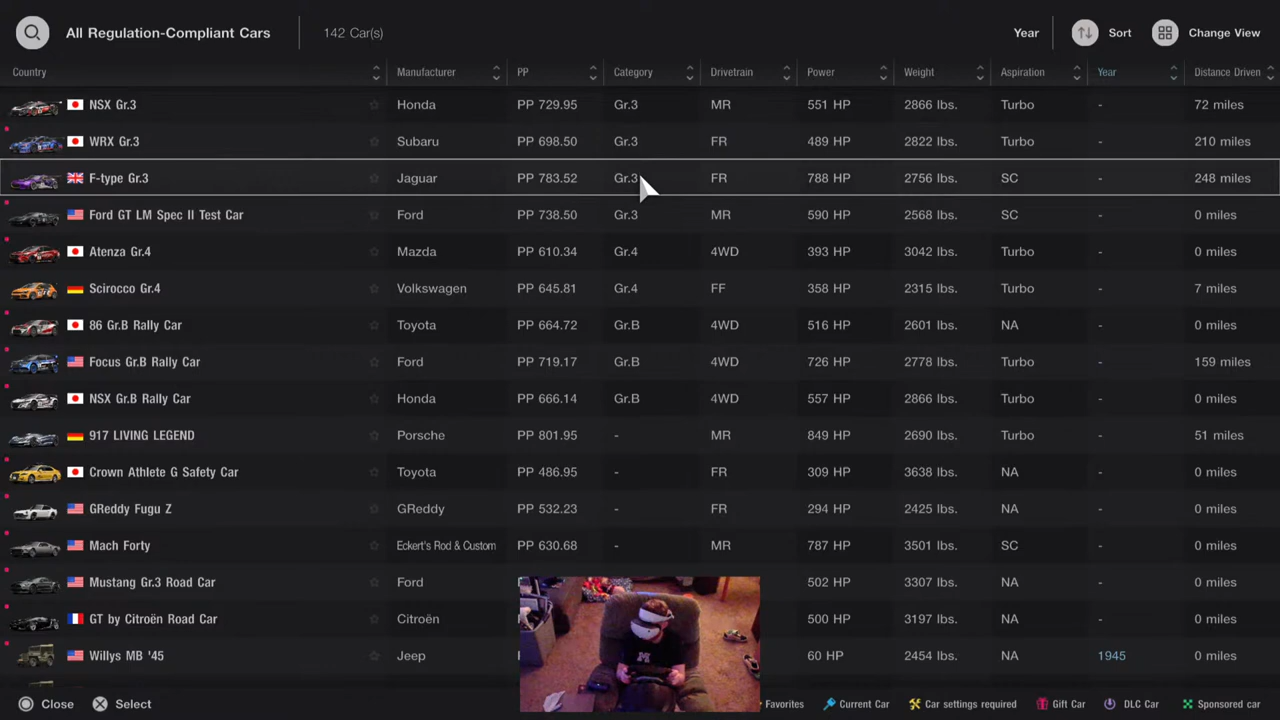 All Regulation-Compliant Cars 142 Car(s) Year Sort Change View
Country Manufacturer PP Category Drivetrain Power Weight Aspiration Year Distance Driven
NSX Gr.3 Honda PP 729.95 Gr.3 MR 551 HP 2866 lbs. Turbo - 72 miles
WRX Gr.3 Subaru PP 698.50 Gr.3 FR 489 HP 2822 lbs. Turbo - 210 miles
F-type Gr.3 Jaguar PP 783.52 Gr.3 FR 788 HP 2756 lbs. SC - 248 miles
Ford GT LM Spec II Test Car Ford PP 738.50 Gr.3 MR 590 HP 2568 lbs. SC - 0 miles
Atenza Gr.4 Mazda PP 610.34 Gr.4 4WD 393 HP 3042 lbs. Turbo - 0 miles
Scirocco Gr.4 Volkswagen PP 645.81 Gr.4 FF 358 HP 2315 lbs. Turbo - 7 miles
86 Gr.B Rally Car Toyota PP 664.72 Gr.B 4WD 516 HP 2601 lbs. NA - 0 miles
Focus Gr.B Rally Car Ford PP 719.17 Gr.B 4WD 726 HP 2778 lbs. Turbo - 159 miles
NSX Gr.B Rally Car Honda PP 666.14 Gr.B 4WD 557 HP 2866 lbs. Turbo - 0 miles
917 LIVING LEGEND Porsche PP 801.95 - MR 849 HP 2690 lbs. Turbo - 51 miles
Crown Athlete G Safety Car Toyota PP 486.95 - FR 309 HP 3638 lbs. NA - 0 miles
GReddy Fugu Z GReddy PP 532.23 - FR 294 HP 2425 lbs. NA - 0 miles
Mach Forty Eckert's Rod & Custom PP 630.68 - MR 787 HP 3501 lbs. SC - 0 miles
Mustang Gr.3 Road Car Ford 502 HP 3307 lbs. NA - 0 miles
GT by Citroën Road Car Citroën 500 HP 3197 lbs. NA - 0 miles
Willys MB '45 Jeep 60 HP 2454 lbs. NA 1945 0 miles
M
Close Select Favorites Current Car Car settings required Gift Car DLC Car Sponsored car